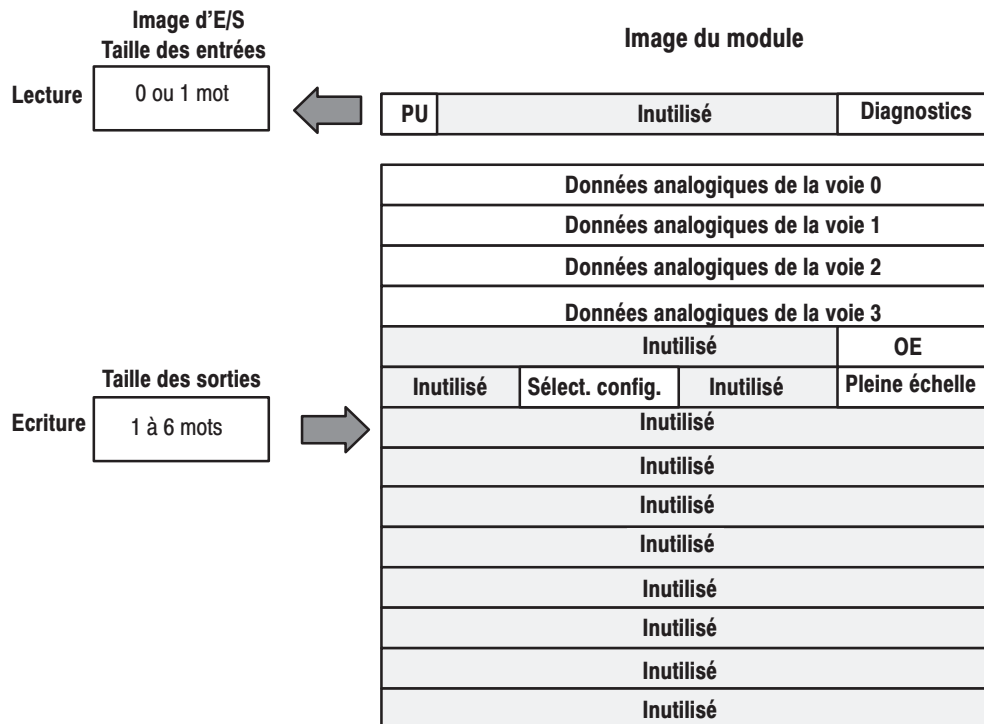 Image d’E/S
Taille des entrées
Image du module
Lecture
0 ou 1 mot
PU
Inutilisé
Diagnostics
Données analogiques de la voie 0
Données analogiques de la voie 1
Données analogiques de la voie 2
Données analogiques de la voie 3
Inutilisé
OE
Taille des sorties
Inutilisé
Sélect. config.
Inutilisé
Pleine échelle
Ecriture
1 à 6 mots
Inutilisé
Inutilisé
Inutilisé
Inutilisé
Inutilisé
Inutilisé
Inutilisé
Inutilisé